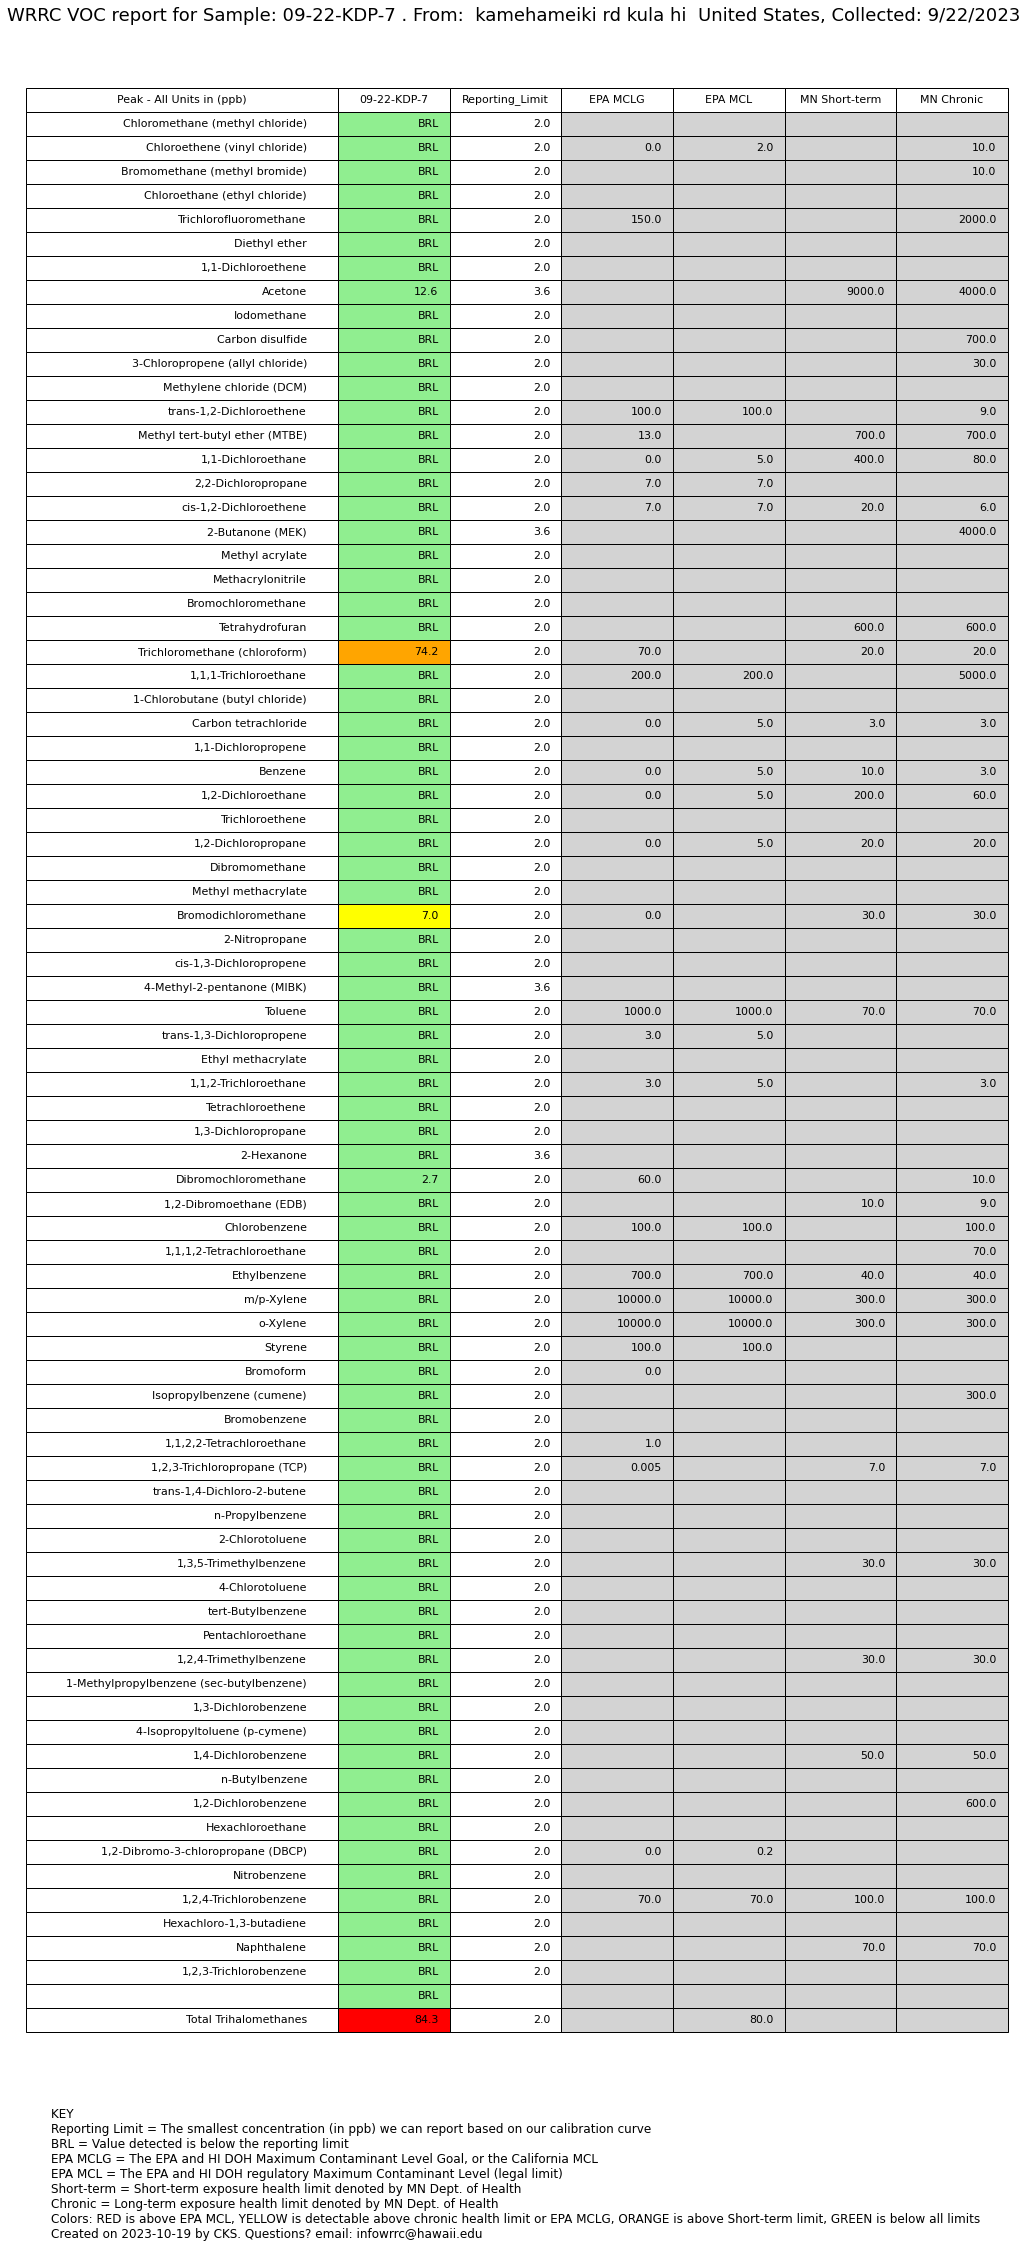 WRRC VOC report for Sample: 09-22-KDP-7 . From:  kamehameiki rd kula hi  United States, Collected: 9/22/2023
Peak - All Units in (ppb) 09-22-KDP-7 Reporting_Limit EPA MCLG EPA MCL MN Short-term MN Chronic
Chloromethane (methyl chloride) BRL 2.0
Chloroethene (vinyl chloride) BRL 2.0 0.0 2.0 10.0
Bromomethane (methyl bromide) BRL 2.0 10.0
Chloroethane (ethyl chloride) BRL 2.0
Trichlorofluoromethane BRL 2.0 150.0 2000.0
Diethyl ether BRL 2.0
1,1-Dichloroethene BRL 2.0
Acetone 12.6 3.6 9000.0 4000.0
Iodomethane BRL 2.0
Carbon disulfide BRL 2.0 700.0
3-Chloropropene (allyl chloride) BRL 2.0 30.0
Methylene chloride (DCM) BRL 2.0
trans-1,2-Dichloroethene BRL 2.0 100.0 100.0 9.0
Methyl tert-butyl ether (MTBE) BRL 2.0 13.0 700.0 700.0
1,1-Dichloroethane BRL 2.0 0.0 5.0 400.0 80.0
2,2-Dichloropropane BRL 2.0 7.0 7.0
cis-1,2-Dichloroethene BRL 2.0 7.0 7.0 20.0 6.0
2-Butanone (MEK) BRL 3.6 4000.0
Methyl acrylate BRL 2.0
Methacrylonitrile BRL 2.0
Bromochloromethane BRL 2.0
Tetrahydrofuran BRL 2.0 600.0 600.0
Trichloromethane (chloroform) 74.2 2.0 70.0 20.0 20.0
1,1,1-Trichloroethane BRL 2.0 200.0 200.0 5000.0
1-Chlorobutane (butyl chloride) BRL 2.0
Carbon tetrachloride BRL 2.0 0.0 5.0 3.0 3.0
1,1-Dichloropropene BRL 2.0
Benzene BRL 2.0 0.0 5.0 10.0 3.0
1,2-Dichloroethane BRL 2.0 0.0 5.0 200.0 60.0
Trichloroethene BRL 2.0
1,2-Dichloropropane BRL 2.0 0.0 5.0 20.0 20.0
Dibromomethane BRL 2.0
Methyl methacrylate BRL 2.0
Bromodichloromethane 7.0 2.0 0.0 30.0 30.0
2-Nitropropane BRL 2.0
cis-1,3-Dichloropropene BRL 2.0
4-Methyl-2-pentanone (MIBK) BRL 3.6
Toluene BRL 2.0 1000.0 1000.0 70.0 70.0
trans-1,3-Dichloropropene BRL 2.0 3.0 5.0
Ethyl methacrylate BRL 2.0
1,1,2-Trichloroethane BRL 2.0 3.0 5.0 3.0
Tetrachloroethene BRL 2.0
1,3-Dichloropropane BRL 2.0
2-Hexanone BRL 3.6
Dibromochloromethane 2.7 2.0 60.0 10.0
1,2-Dibromoethane (EDB) BRL 2.0 10.0 9.0
Chlorobenzene BRL 2.0 100.0 100.0 100.0
1,1,1,2-Tetrachloroethane BRL 2.0 70.0
Ethylbenzene BRL 2.0 700.0 700.0 40.0 40.0
m/p-Xylene BRL 2.0 10000.0 10000.0 300.0 300.0
o-Xylene BRL 2.0 10000.0 10000.0 300.0 300.0
Styrene BRL 2.0 100.0 100.0
Bromoform BRL 2.0 0.0
Isopropylbenzene (cumene) BRL 2.0 300.0
Bromobenzene BRL 2.0
1,1,2,2-Tetrachloroethane BRL 2.0 1.0
1,2,3-Trichloropropane (TCP) BRL 2.0 0.005 7.0 7.0
trans-1,4-Dichloro-2-butene BRL 2.0
n-Propylbenzene BRL 2.0
2-Chlorotoluene BRL 2.0
1,3,5-Trimethylbenzene BRL 2.0 30.0 30.0
4-Chlorotoluene BRL 2.0
tert-Butylbenzene BRL 2.0
Pentachloroethane BRL 2.0
1,2,4-Trimethylbenzene BRL 2.0 30.0 30.0
1-Methylpropylbenzene (sec-butylbenzene) BRL 2.0
1,3-Dichlorobenzene BRL 2.0
4-Isopropyltoluene (p-cymene) BRL 2.0
1,4-Dichlorobenzene BRL 2.0 50.0 50.0
n-Butylbenzene BRL 2.0
1,2-Dichlorobenzene BRL 2.0 600.0
Hexachloroethane BRL 2.0
1,2-Dibromo-3-chloropropane (DBCP) BRL 2.0 0.0 0.2
Nitrobenzene BRL 2.0
1,2,4-Trichlorobenzene BRL 2.0 70.0 70.0 100.0 100.0
Hexachloro-1,3-butadiene BRL 2.0
Naphthalene BRL 2.0 70.0 70.0
1,2,3-Trichlorobenzene BRL 2.0
BRL
Total Trihalomethanes 84.3 2.0 80.0
KEY
Reporting Limit = The smallest concentration (in ppb) we can report based on our calibration curve
BRL = Value detected is below the reporting limit
EPA MCLG = The EPA and HI DOH Maximum Contaminant Level Goal, or the California MCL
EPA MCL = The EPA and HI DOH regulatory Maximum Contaminant Level (legal limit)
Short-term = Short-term exposure health limit denoted by MN Dept. of Health
Chronic = Long-term exposure health limit denoted by MN Dept. of Health
Colors: RED is above EPA MCL, YELLOW is detectable above chronic health limit or EPA MCLG, ORANGE is above Short-term limit, GREEN is below all limits
Created on 2023-10-19 by CKS. Questions? email: infowrrc@hawaii.edu